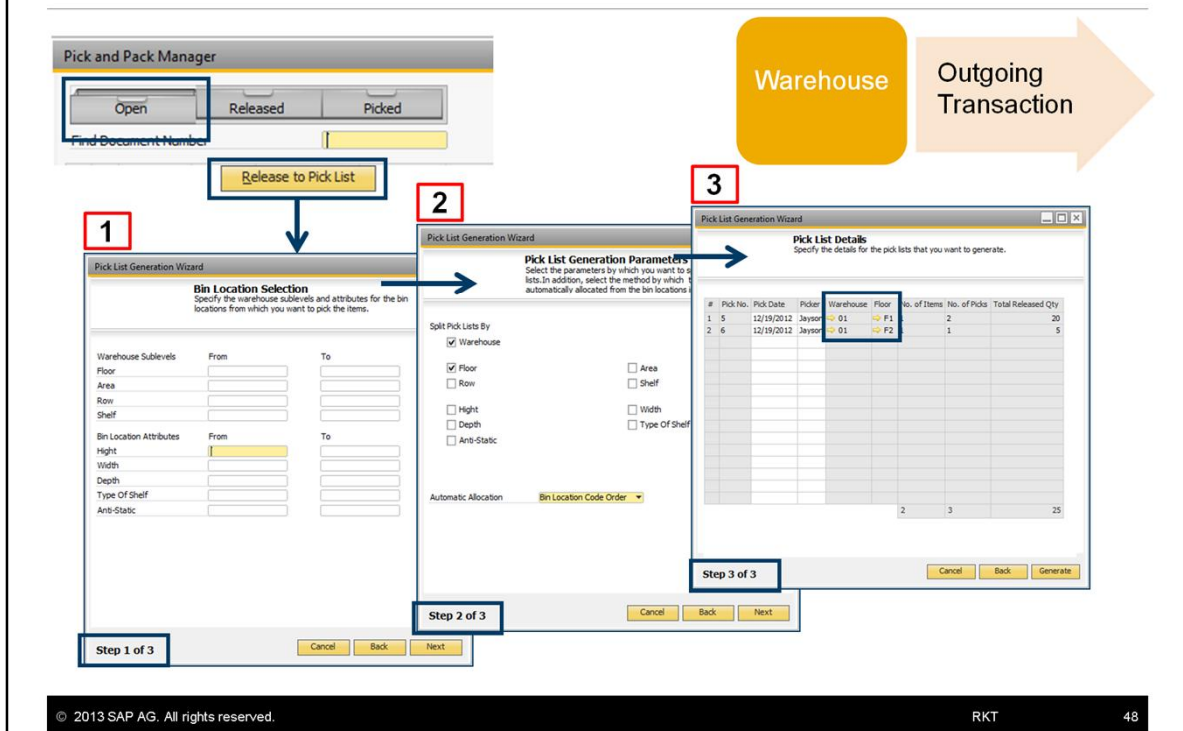 Pick and Pack Manager
Open Released Picked
Find Document Number
Release to Pick List
Warehouse
Outgoing
Transaction
1
Pick List Generation Wizard
Bin Location Selection
Specify the warehouse sublevels and attributes for the bin
locations from which you want to pick the items.
Warehouse Sublevels From To
Floor
Area
Row
Shelf
Bin Location Attributes From To
Hight
Width
Depth
Type Of Shelf
Anti-Static
Step 1 of 3
Cancel Back Next
2
Pick List Generation Wizard
Pick List Generation Parameters
Select the parameters by which you want to s
lists.In addition, select the method by which t
automatically allocated from the bin locations i
Split Pick Lists By
Warehouse
Floor Area
Row Shelf
Hight Width
Depth Type Of Shelf
Anti-Static
Automatic Allocation Bin Location Code Order
Step 2 of 3
Cancel Back Next
3
Pick List Generation Wizard
Pick List Details
Specify the details for the pick lists that you want to generate.
# Pick No. Pick Date Picker Warehouse Floor No. of Items No. of Picks Total Released Qty
1 5 12/19/2012 Jayson 01 F1 1 2 20
2 6 12/19/2012 Jayson 01 F2 1 1 5
2 3 25
Step 3 of 3
Cancel Back Generate
© 2013 SAP AG. All rights reserved. RKT 48